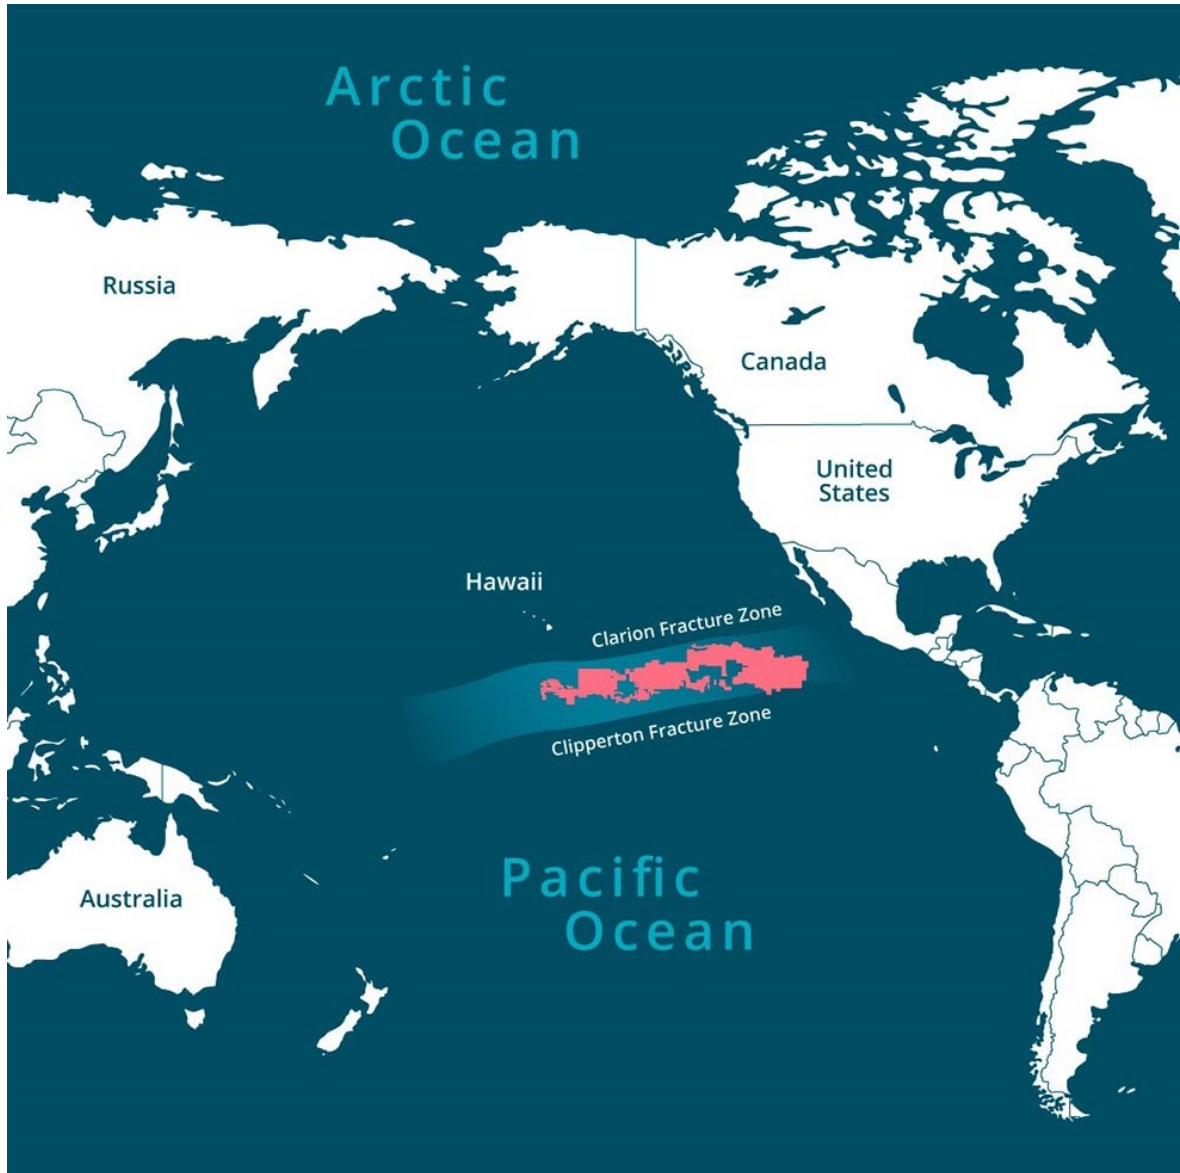 Arctic
Ocean
Russia
Canada
United
States
Hawaii
Clarion Fracture Zone
Clipperton Fracture Zone
Pacific
Ocean
Australia